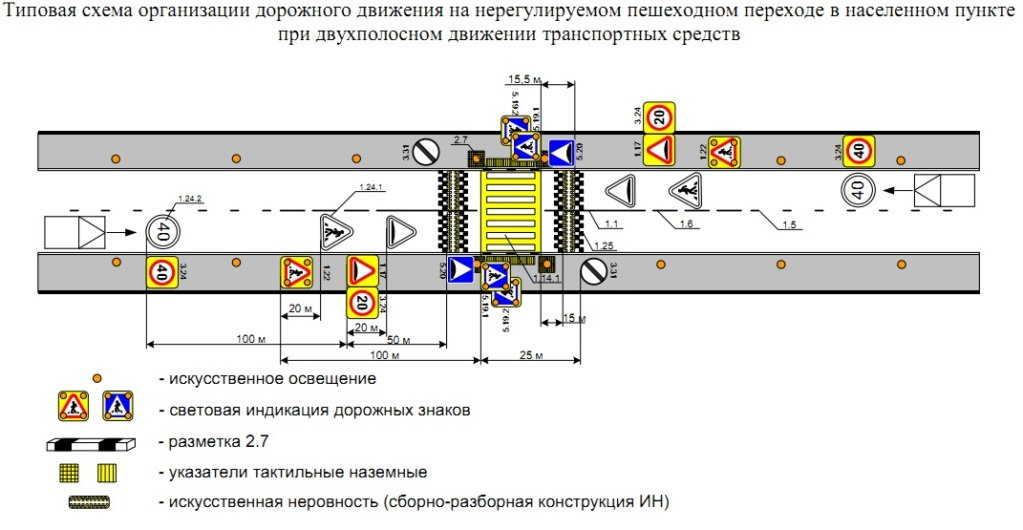 Типовая схема организации дорожного движения на нерегулируемом пешеходном переходе в населенном пункте
при двухполосном движении транспортных средств
15,5 м
5.19.2
5.19.1
2.7
3.31
5.20
3.24
20
1.17
1.22
3.24
40
1.24.2
1.24.1
40
40
1.1
1.6
1.5
1.25
1.14.1
40
3.24
1.22
1.17
20
3.24
5.20
5.19.1
5.19.2
3.31
20 м
20 м
15 м
100 м
50 м
100 м
25 м
- искусственное освещение
- световая индикация дорожных знаков
- разметка 2.7
- указатели тактильные наземные
- искусственная неровность (сборно-разборная конструкция ИН)